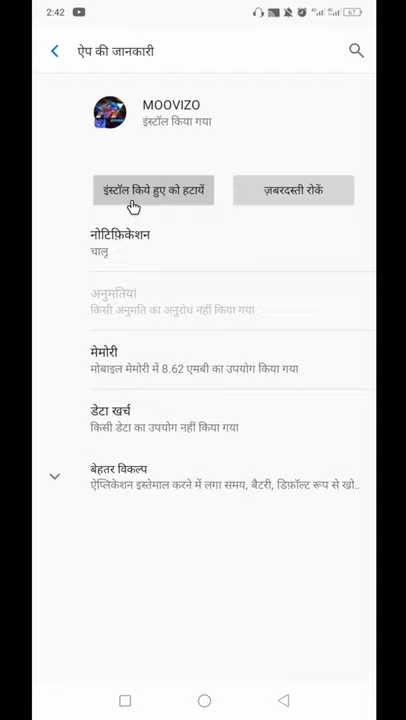 2:42
67
ऐप की जानकारी
MOOVIZO
इंस्टॉल किया गया
इंस्टॉल किये हुए को हटायें
ज़बरदस्ती रोकें
नोटिफ़िकेशन
चालू
अनुमतियां
किसी अनुमति का अनुरोध नहीं किया गया
मेमोरी
मोबाइल मेमोरी में 8.62 एमबी का उपयोग किया गया
डेटा खर्च
किसी डेटा का उपयोग नहीं किया गया
बेहतर विकल्प
ऐप्लिकेशन इस्तेमाल करने में लगा समय, बैटरी, डिफ़ॉल्ट रूप से खो..